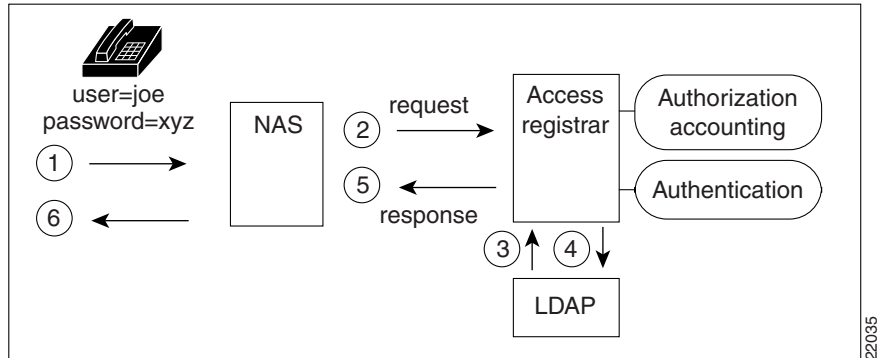 user=joe
password=xyz
1
6
NAS
2
request
5
response
Access
registrar
Authorization
accounting
Authentication
3
4
LDAP
22035